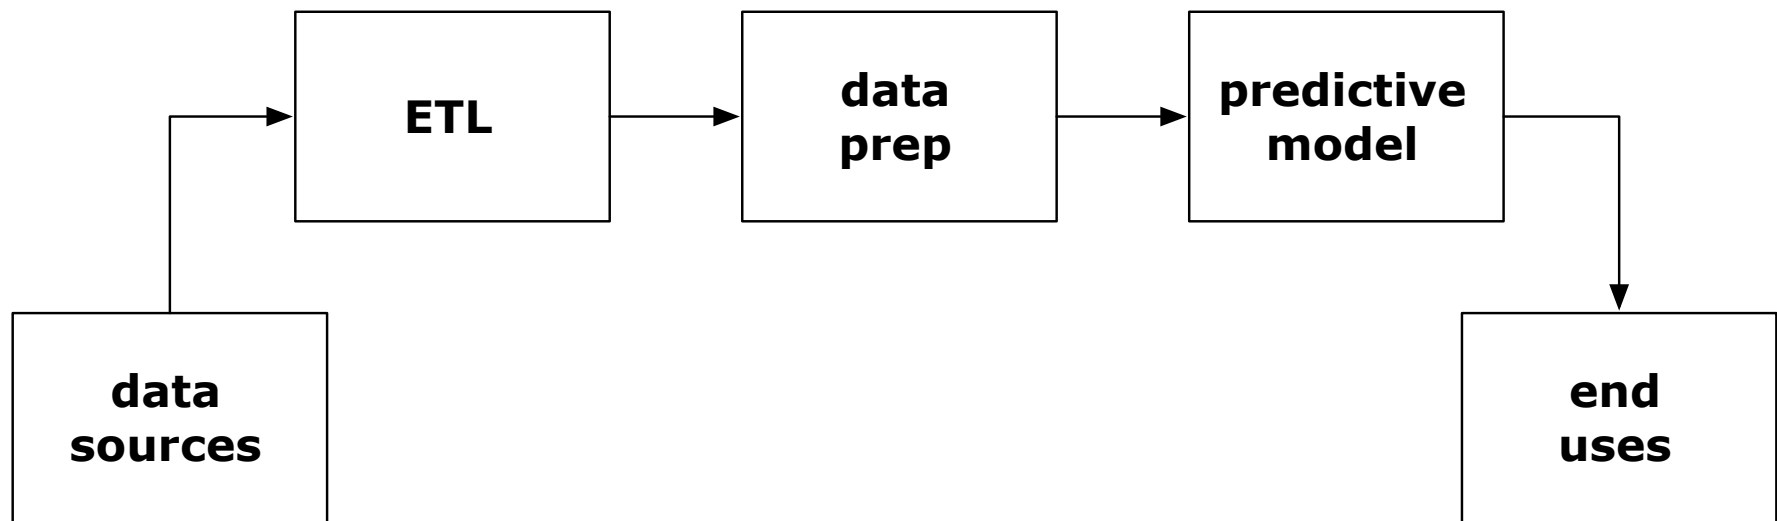 data
sources
ETL
data
prep
predictive
model
end
uses